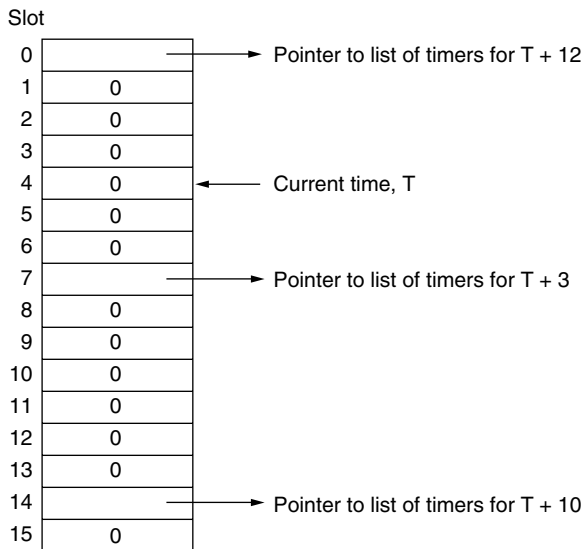 Slot
0 Pointer to list of timers for T + 12
1 0
2 0
3 0
4 0 Current time, T
5 0
6 0
7 Pointer to list of timers for T + 3
8 0
9 0
10 0
11 0
12 0
13 0
14 Pointer to list of timers for T + 10
15 0